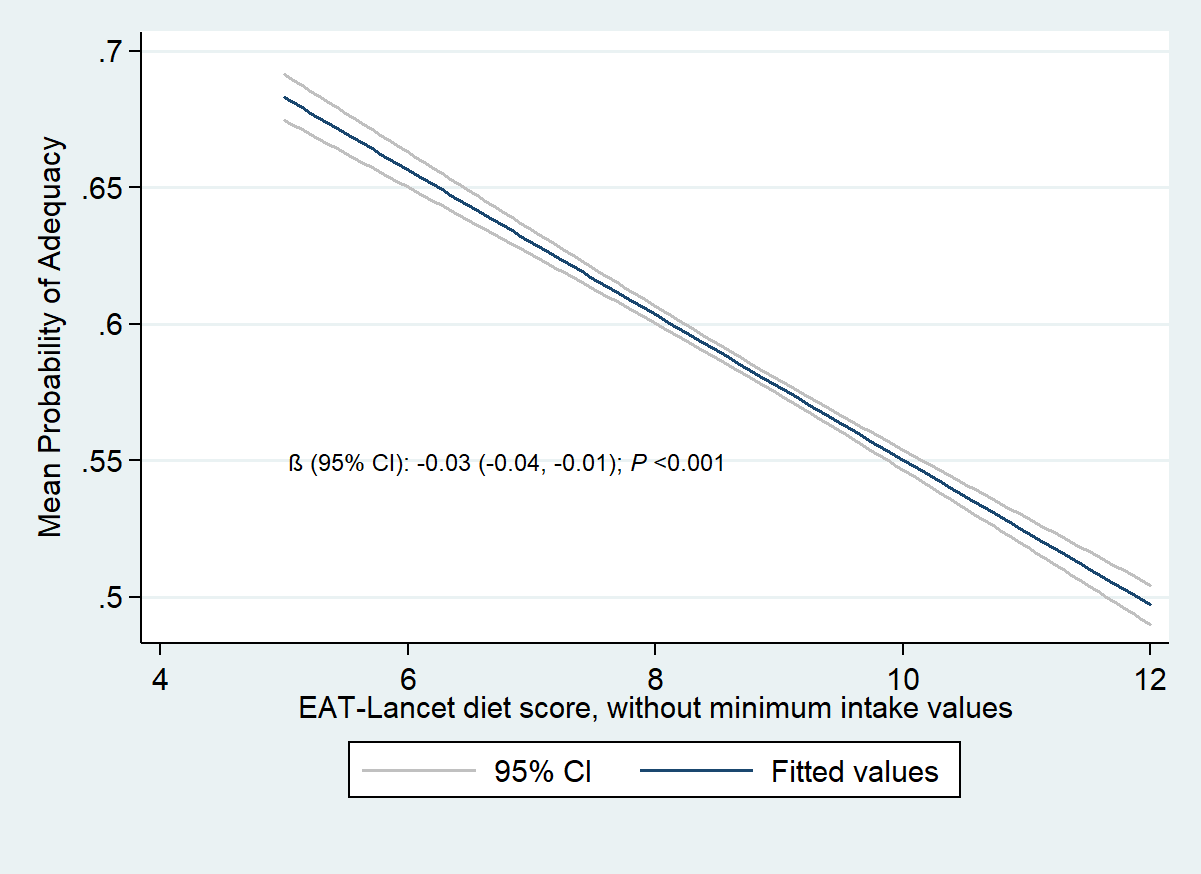 .7
.65
.6
.55
.5
Mean Probability of Adequacy
ß (95% CI): -0.03 (-0.04, -0.01); P <0.001
4 6 8 10 12
EAT-Lancet diet score, without minimum intake values
95% CI Fitted values